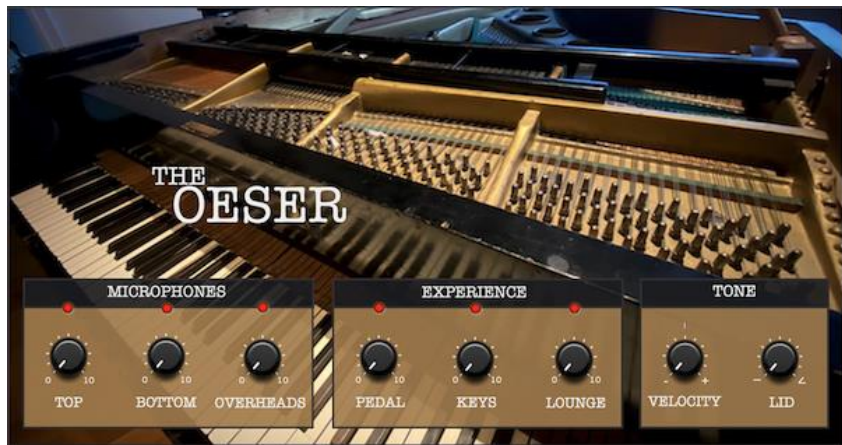 THE
OESER
MICROPHONES
EXPERIENCE
TONE
0 10
0 10
0 10
0 10
0 10
0 10
- +
TOP
BOTTOM
OVERHEADS
PEDAL
KEYS
LOUNGE
VELOCITY
LID